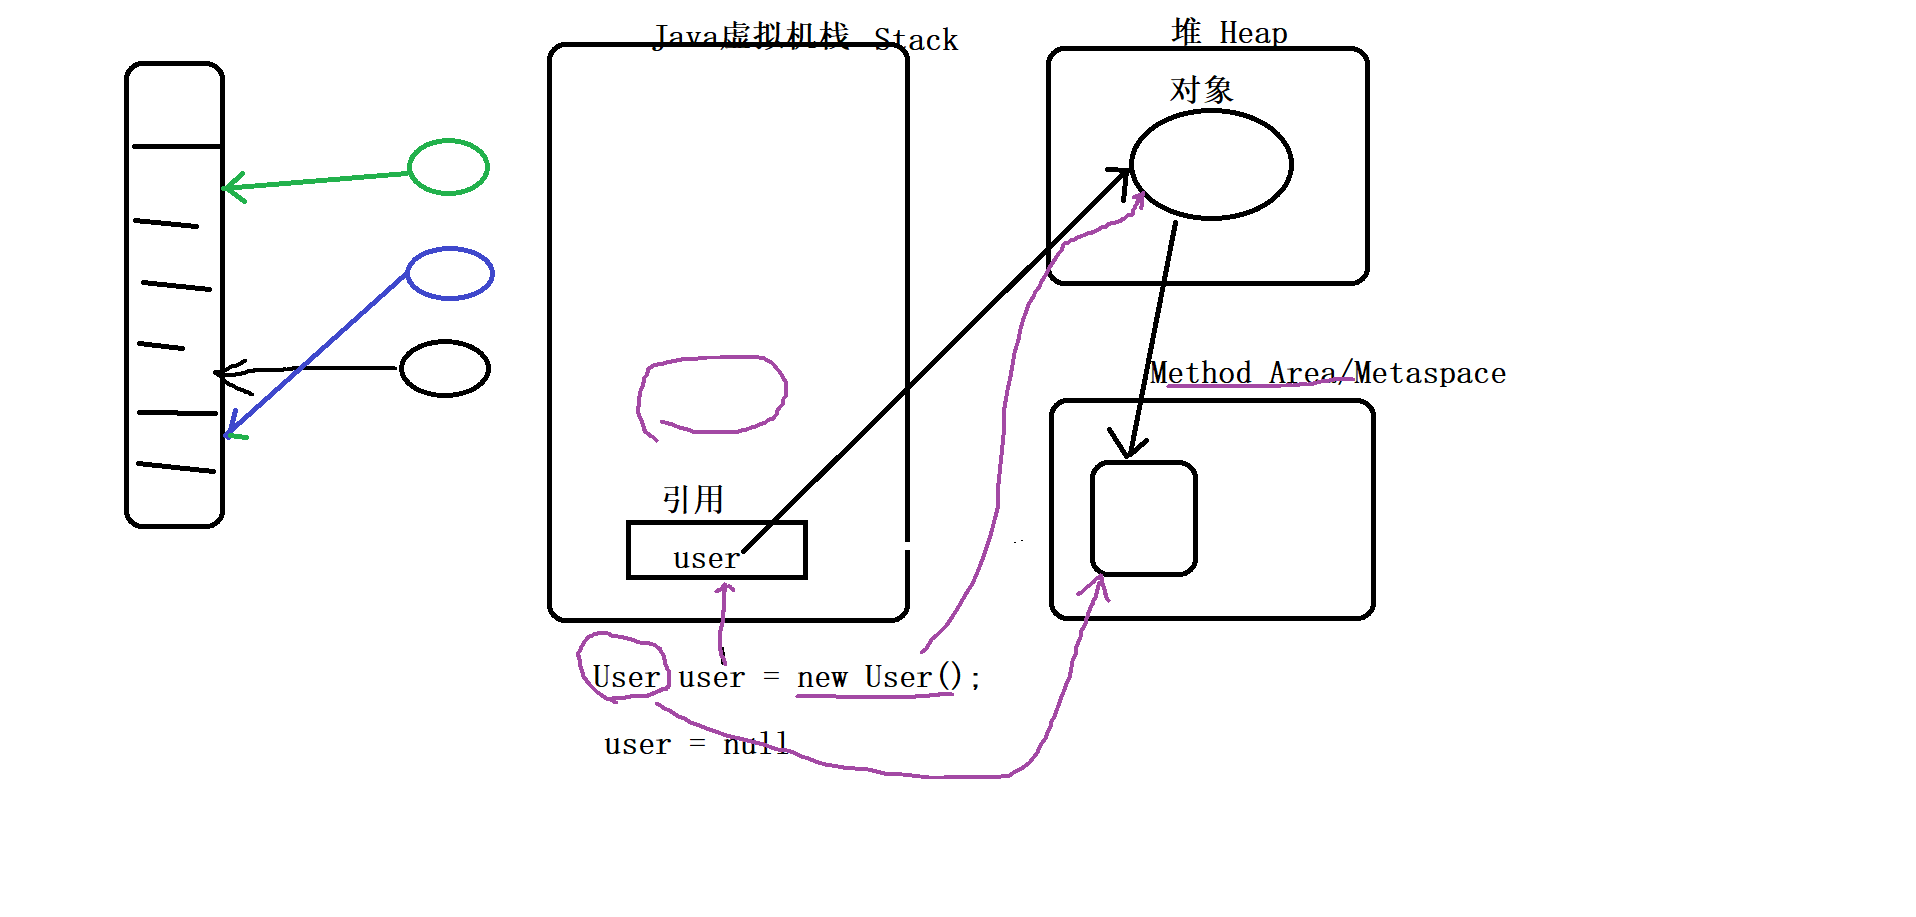 Java虚拟机栈 Stack
堆 Heap
对象
Method Area/Metaspace
引用
user
User user = new User();
user = null